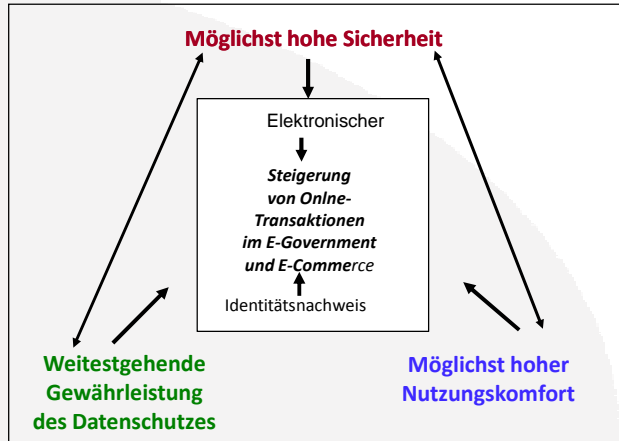 Möglichst hohe Sicherheit
Elektronischer
Steigerung
von Onlne-
Transaktionen
im E-Government
und E-Commerce
Identitätsnachweis
Weitestgehende
Gewährleistung
des Datenschutzes
Möglichst hoher
Nutzungskomfort